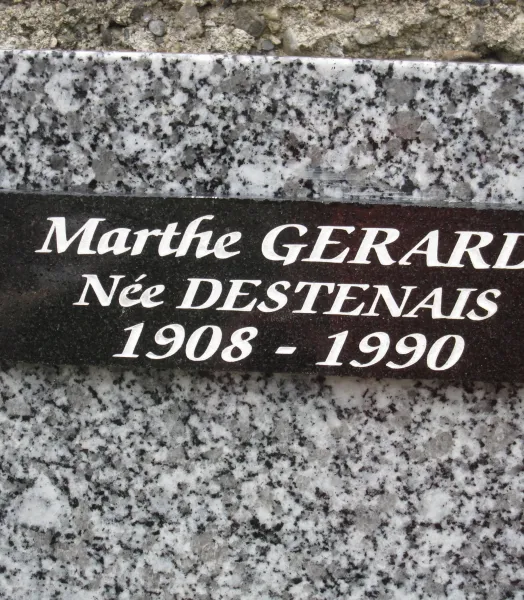 Marthe GERARD
Née DESTENAIS
1908 - 1990